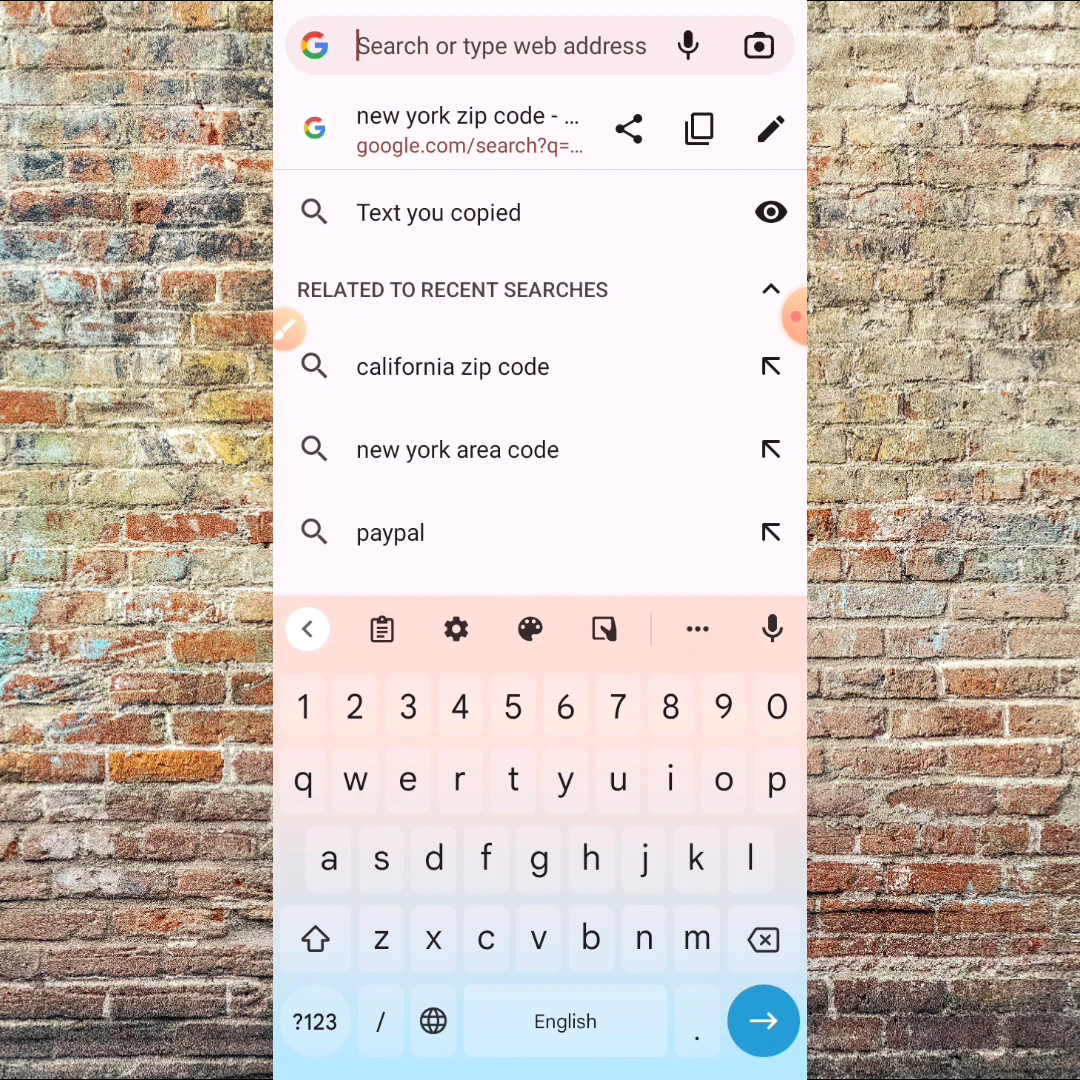 Search or type web address
new york zip code - ...
google.com/search?q=...
Text you copied
RELATED TO RECENT SEARCHES
california zip code
new york area code
paypal
1 2 3 4 5 6 7 8 9 0
q w e r t y u i o p
a s d f g h j k l
z x c v b n m
?123 / English .